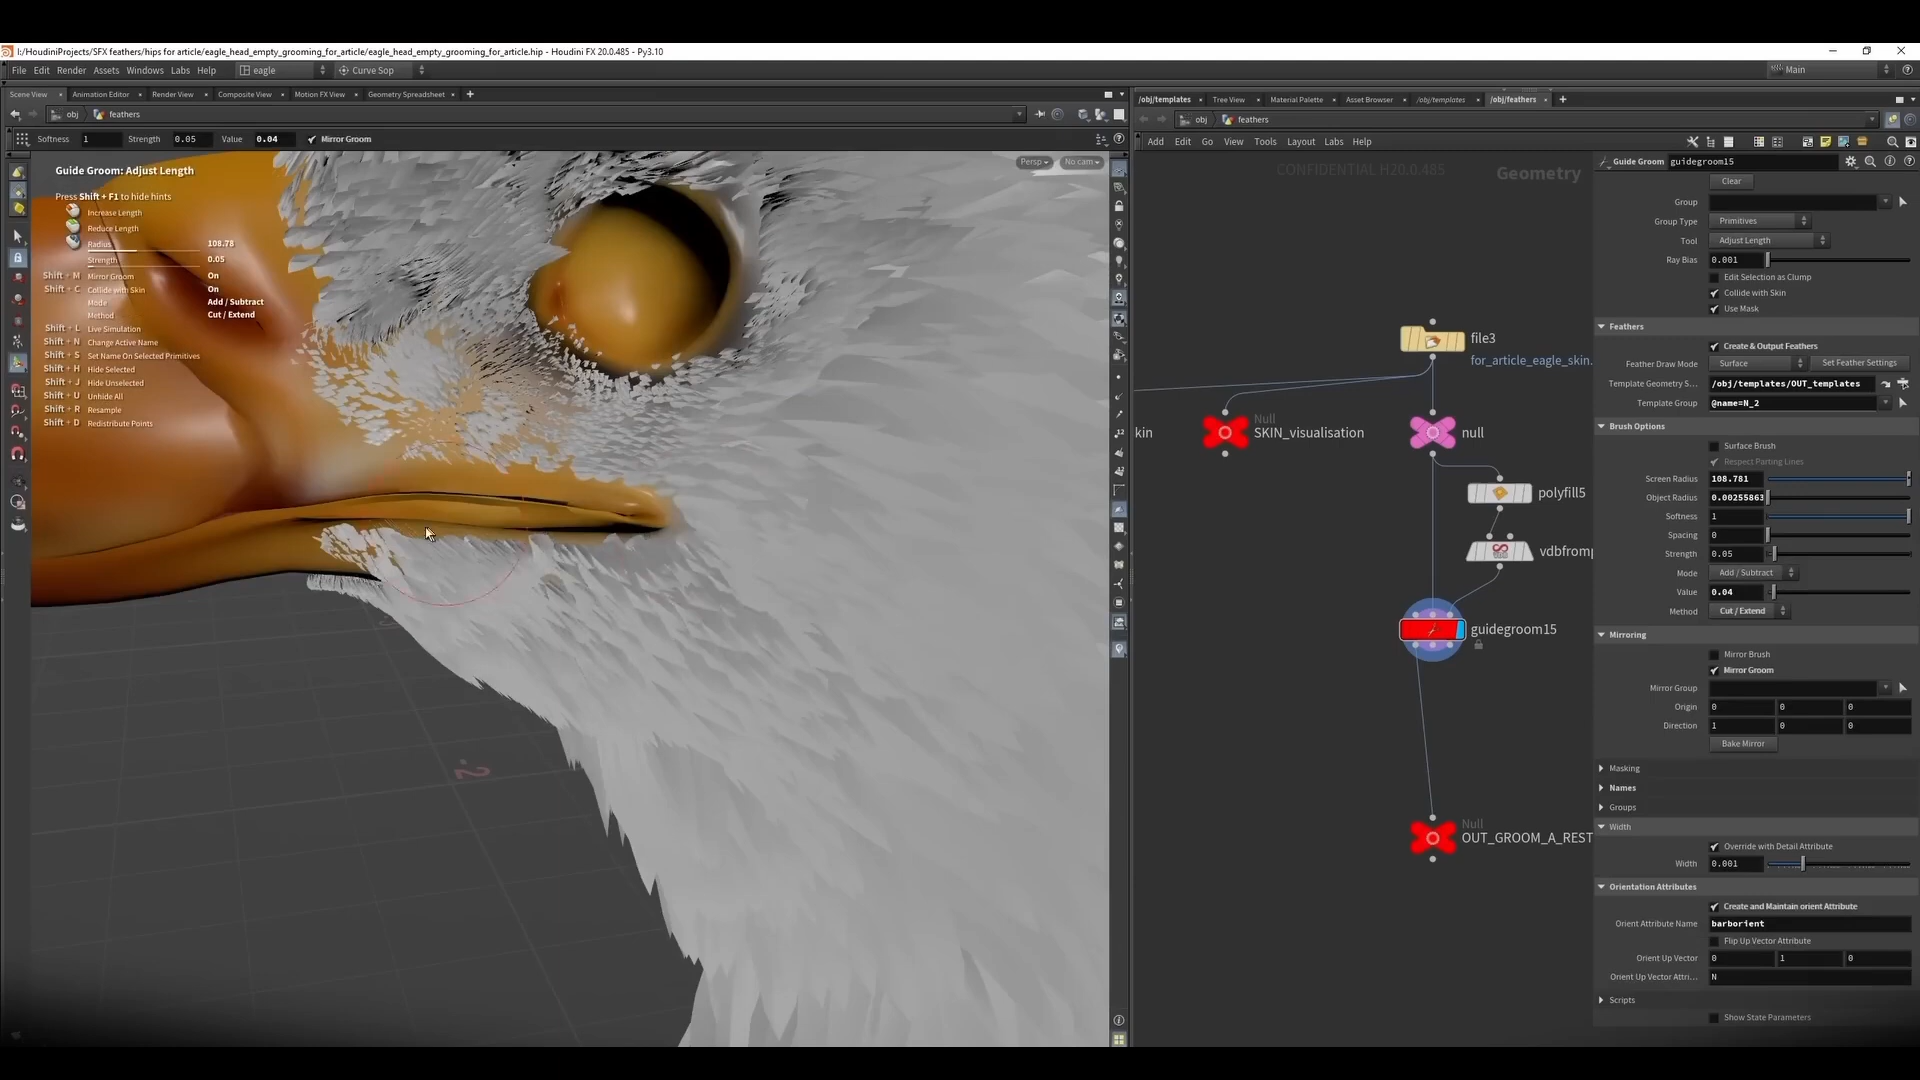 I:/HoudiniProjects/SFX feathers/hips for article/eagle_head_empty_grooming_for_article/eagle_head_empty_grooming_for_article.hip - Houdini FX 20.0.485 - Py3.10
File Edit Render Assets Windows Labs Help eagle Curve Sop Main
Scene View Animation Editor Render View Composite View Motion FX View Geometry Spreadsheet
obj feathers
Softness 1 Strength 0.05 Value 0.04 Mirror Groom
Persp No cam
Guide Groom: Adjust Length
Press Shift + F1 to hide hints
Increase Length
Reduce Length
Radius 108.78
Strength 0.05
Shift + M Mirror Groom On
Shift + C Collide with Skin On
Mode Add / Subtract
Method Cut / Extend
Shift + L Live Simulation
Shift + N Change Active Name
Shift + S Set Name On Selected Primitives
Shift + H Hide Selected
Shift + J Hide Unselected
Shift + U Unhide All
Shift + R Resample
Shift + D Redistribute Points
/obj/templates Tree View Material Palette Asset Browser /obj/templates /obj/feathers
obj feathers
Add Edit Go View Tools Layout Labs Help
CONFIDENTIAL H20.0.485 Geometry
file3
for_article_eagle_skin.
kin
Null
SKIN_visualisation
null
polyfill5
vdbfromp
guidegroom15
Null
OUT_GROOM_A_REST
Guide Groom guidegroom15
Clear
Group
Group Type Primitives
Tool Adjust Length
Ray Bias 0.001
Edit Selection as Clump
Collide with Skin
Use Mask
Feathers
Create & Output Feathers
Feather Draw Mode Surface Set Feather Settings
Template Geometry S... /obj/templates/OUT_templates
Template Group @name=N_2
Brush Options
Surface Brush
Respect Parting Lines
Screen Radius 108.781
Object Radius 0.00255863
Softness 1
Spacing 0
Strength 0.05
Mode Add / Subtract
Value 0.04
Method Cut / Extend
Mirroring
Mirror Brush
Mirror Groom
Mirror Group
Origin 0 0 0
Direction 1 0 0
Bake Mirror
Masking
Names
Groups
Width
Override with Detail Attribute
Width 0.001
Orientation Attributes
Create and Maintain orient Attribute
Orient Attribute Name barborient
Flip Up Vector Attribute
Orient Up Vector 0 1 0
Orient Up Vector Attri... N
Scripts
Show State Parameters